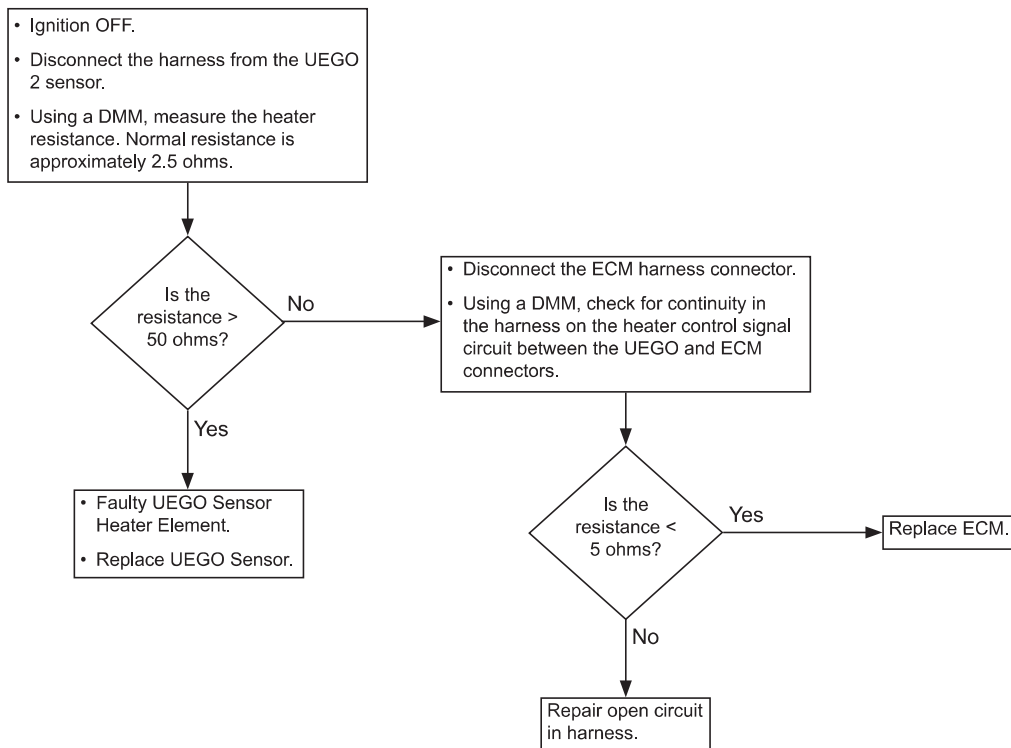 • Ignition OFF.
• Disconnect the harness from the UEGO
2 sensor.
• Using a DMM, measure the heater
resistance. Normal resistance is
approximately 2.5 ohms.
Is the
resistance >
50 ohms?
No
Yes
• Faulty UEGO Sensor
Heater Element.
• Replace UEGO Sensor.
• Disconnect the ECM harness connector.
• Using a DMM, check for continuity in
the harness on the heater control signal
circuit between the UEGO and ECM
connectors.
Is the
resistance <
5 ohms?
Yes
Replace ECM.
No
Repair open circuit
in harness.